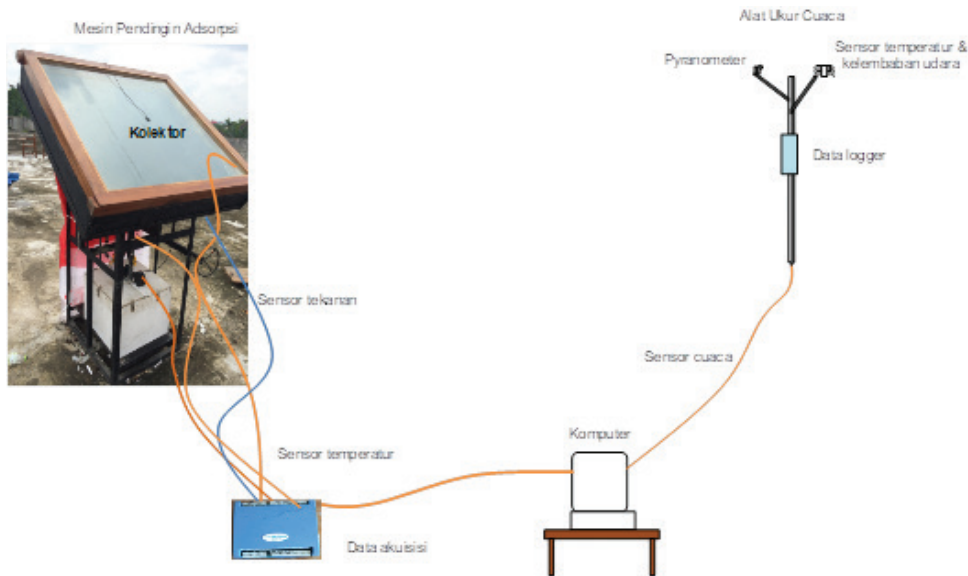 Mesin Pendingin Adsorpsi
Alat Ukur Cuaca
Pyranometer
Sensor temperatur &
kelembaban udara
Kolektor
Data logger
Sensor tekanan
Sensor cuaca
Komputer
Sensor temperatur
Data akuisisi